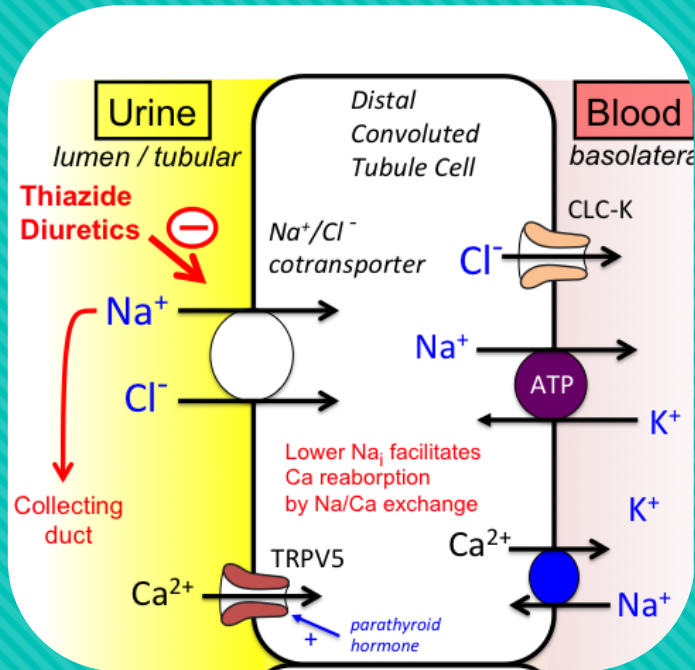 Urine
lumen / tubular
Distal
Convoluted
Tubule Cell
Blood
basolatera
Thiazide
Diuretics
−
Na⁺/Cl⁻
cotransporter
CLC-K
Cl⁻
Na⁺
Na⁺
ATP
Cl⁻
K⁺
Lower Naᵢ facilitates
Ca reaborption
by Na/Ca exchange
Collecting
duct
K⁺
TRPV5
Ca²⁺
Ca²⁺
Na⁺
+
parathyroid
hormone